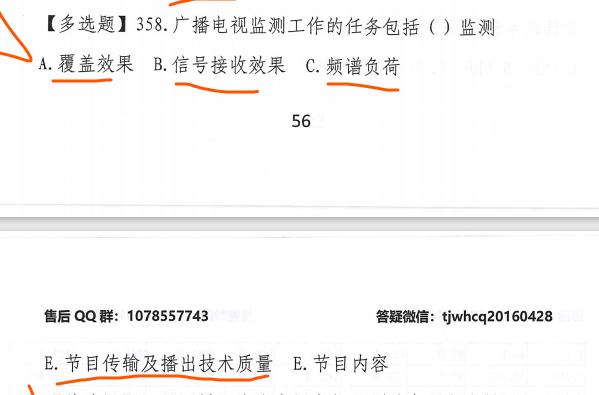 【多选题】358.广播电视监测工作的任务包括（）监测
A.覆盖效果 B.信号接收效果 C.频谱负荷
56
售后 QQ 群：1078557743 答疑微信：tjwhcq20160428
E.节目传输及播出技术质量 E.节目内容